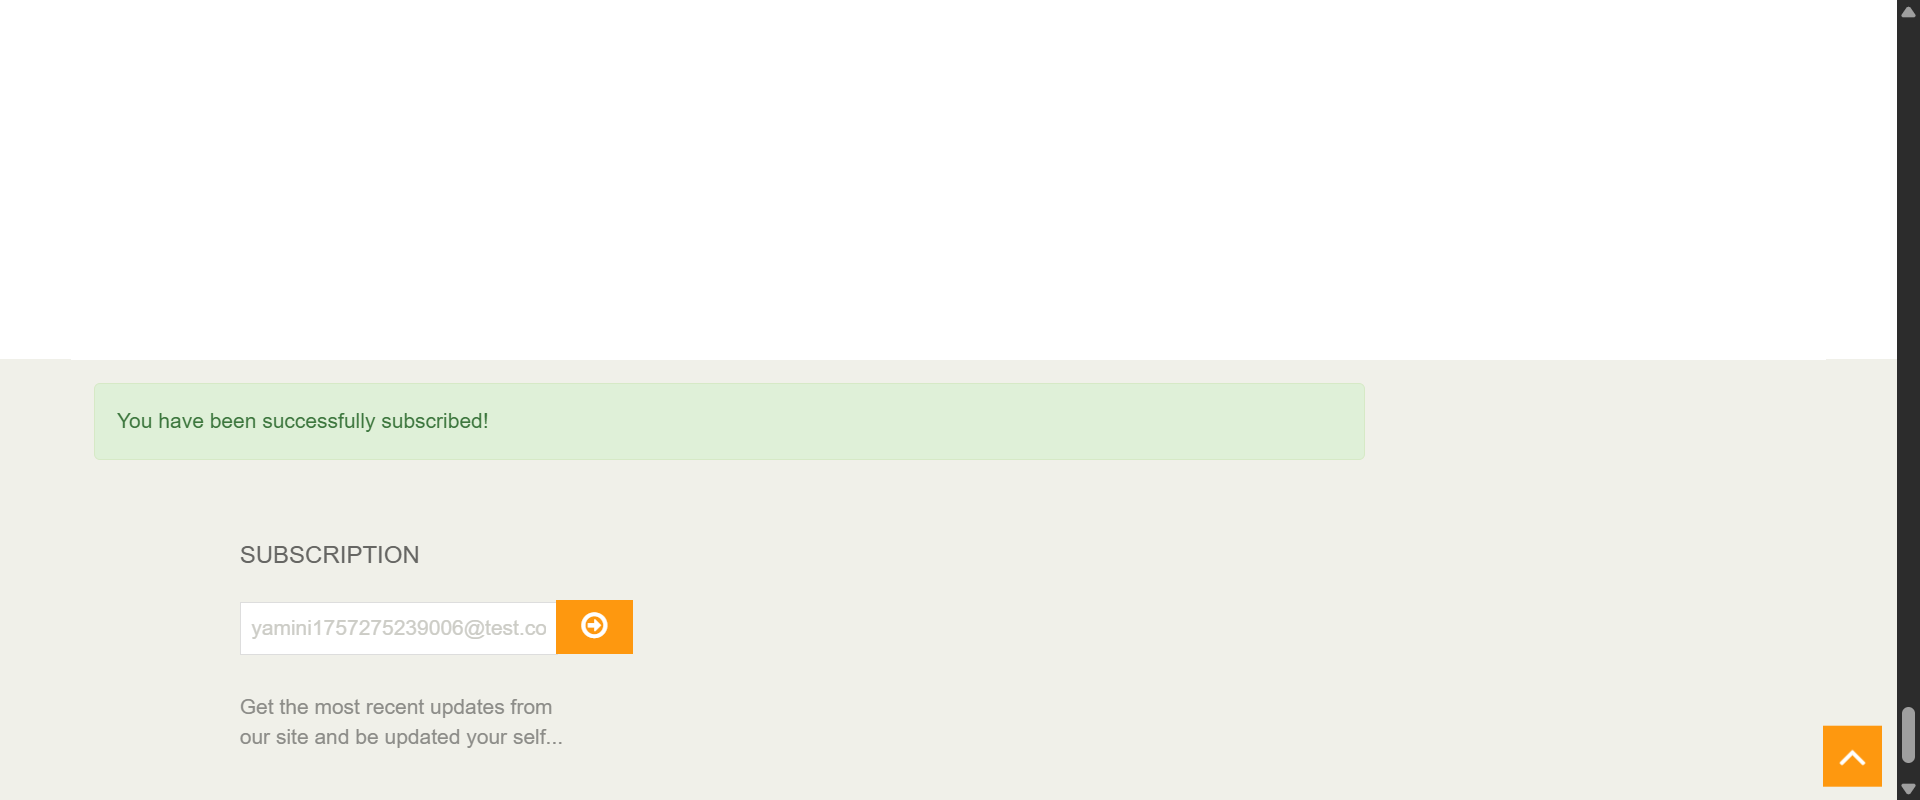 You have been successfully subscribed!
SUBSCRIPTION
yamini1757275239006@test.co
Get the most recent updates from
our site and be updated your self...